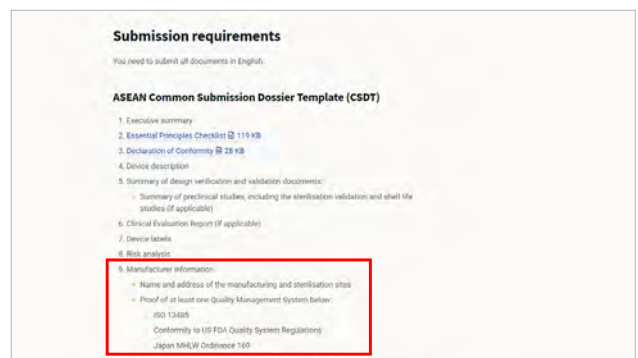 Submission requirements
You need to submit all documents in English.
ASEAN Common Submission Dossier Template (CSDT)
1. Executive summary
2. Essential Principles Checklist 119 KB
3. Declaration of Conformity 28 KB
4. Device description
5. Summary of design verification and validation documents:
Summary of preclinical studies, including the sterilisation validation and shelf life
studies (if applicable)
6. Clinical Evaluation Report (if applicable)
7. Device labels
8. Risk analysis
9. Manufacturer information:
Name and address of the manufacturing and sterilisation sites
Proof of at least one Quality Management System below:
ISO 13485
Conformity to US FDA Quality System Regulations
Japan MHLW Ordinance 169